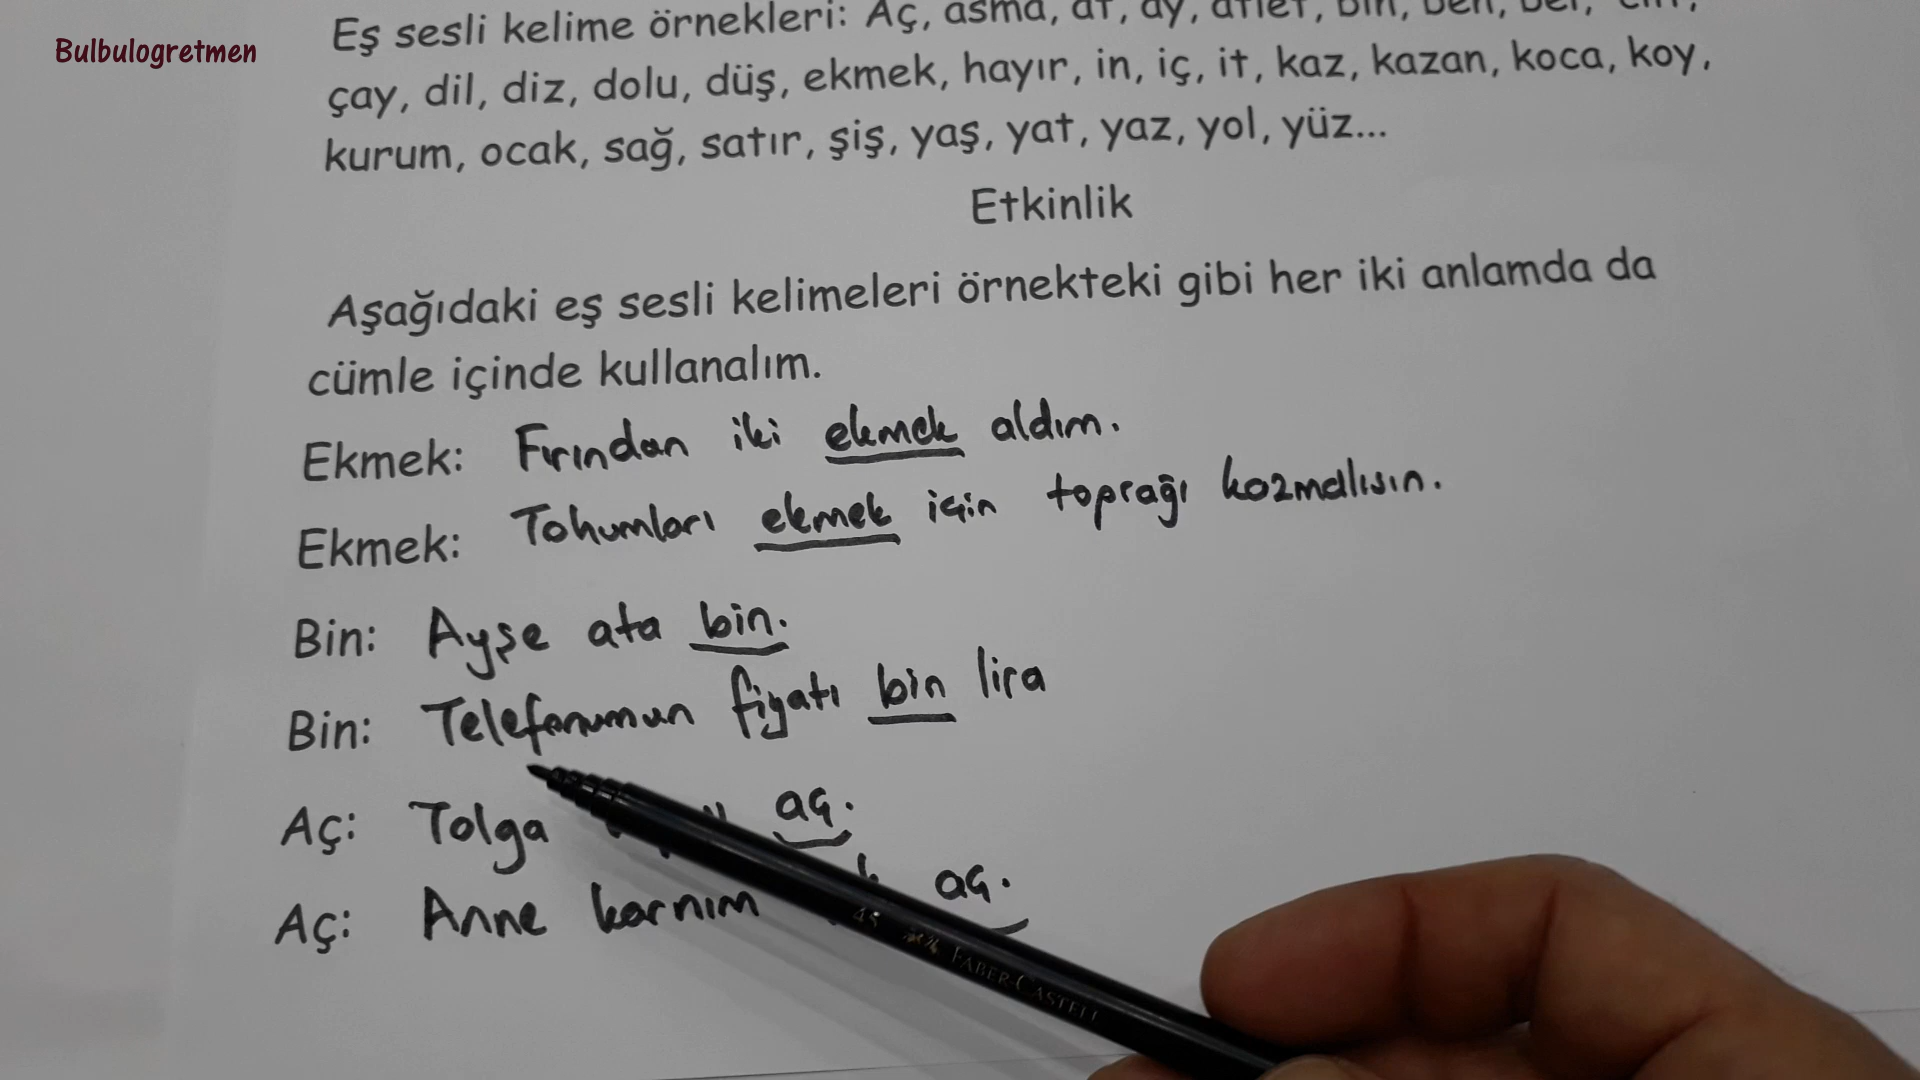 Bulbulogretmen
Eş sesli kelime örnekleri: Aç, asma, at, ay, atlet, bin, ben, bel,
çay, dil, diz, dolu, düş, ekmek, hayır, in, iç, it, kaz, kazan, koca, koy,
kurum, ocak, sağ, satır, şiş, yaş, yat, yaz, yol, yüz...
Etkinlik
Aşağıdaki eş sesli kelimeleri örnekteki gibi her iki anlamda da
cümle içinde kullanalım.
Ekmek: Fırından iki ekmek aldım.
Ekmek: Tohumları ekmek için toprağı kazmalısın.
Bin: Ayşe ata bin.
Bin: Telefonumun fiyatı bin lira
Aç: Tolga aç.
Aç: Anne karnım aç.
FABER-CASTELL